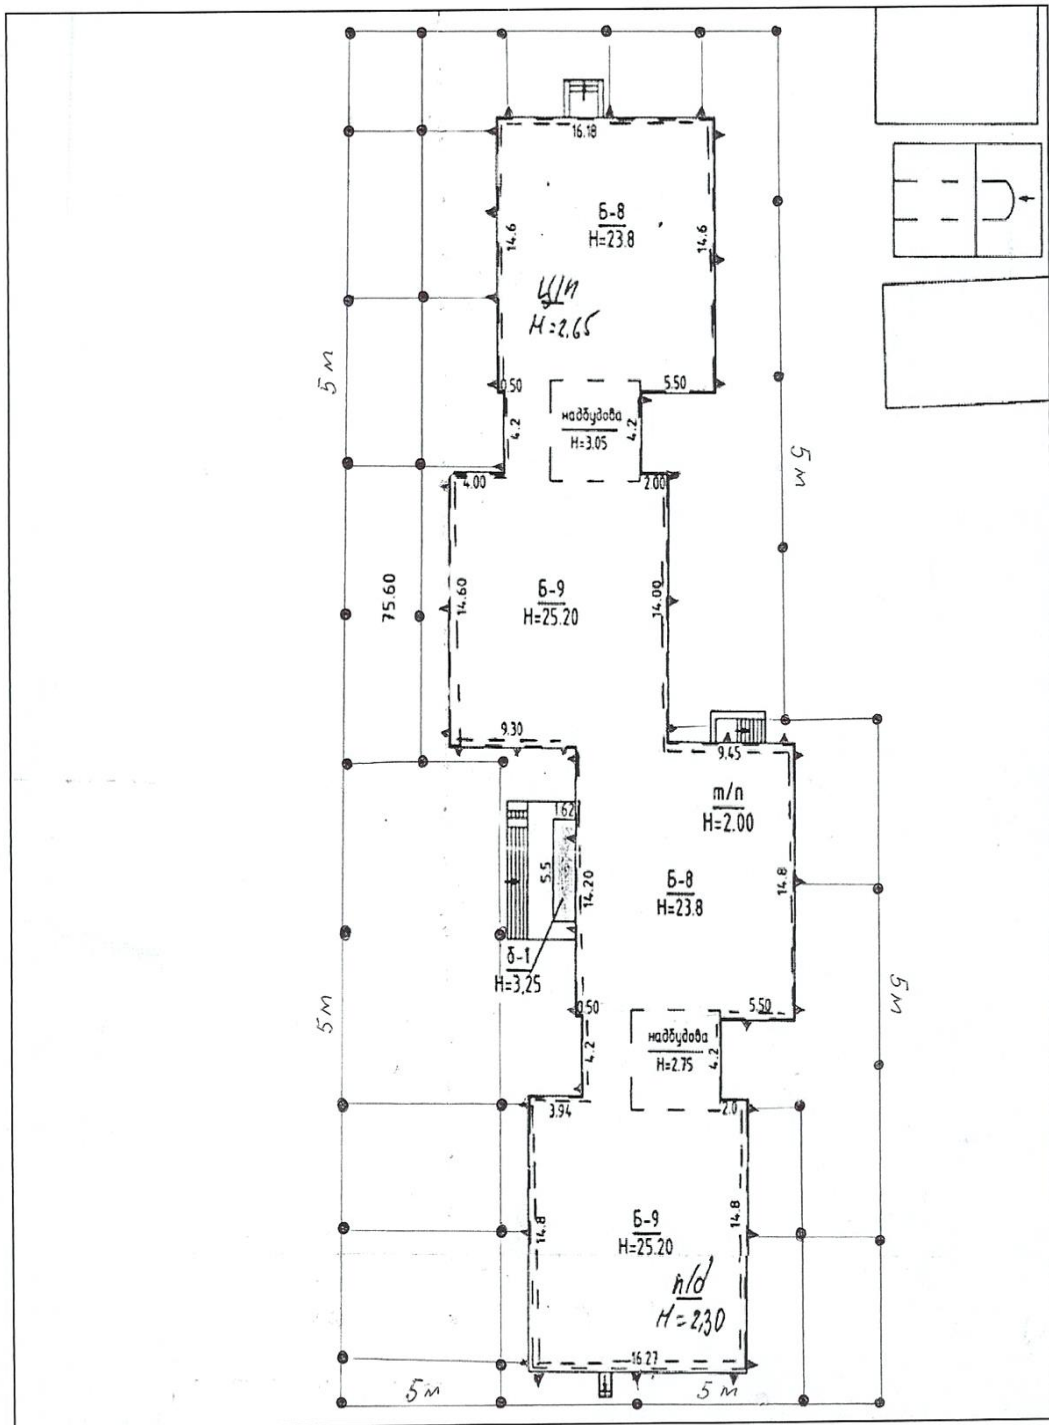 16.18
Б-8
H=23.8
14.6
14.6
Ц/п
H=2.65
5 м
0.50
5.50
надбудова
H=3.05
4.2
4.2
5 м
4.00
2.00
75.60
14.60
Б-9
H=25.20
14.00
9.30
9.45
т/п
H=2.00
1.62
5.5
14.20
Б-8
H=23.8
14.8
б-1
H=3,25
5 м
5 м
0.50
5.50
надбудова
H=2.75
4.2
4.2
3.94
2.0
14.8
14.8
Б-9
H=25.20
п/д
H=2,30
16.27
5 м
5 м